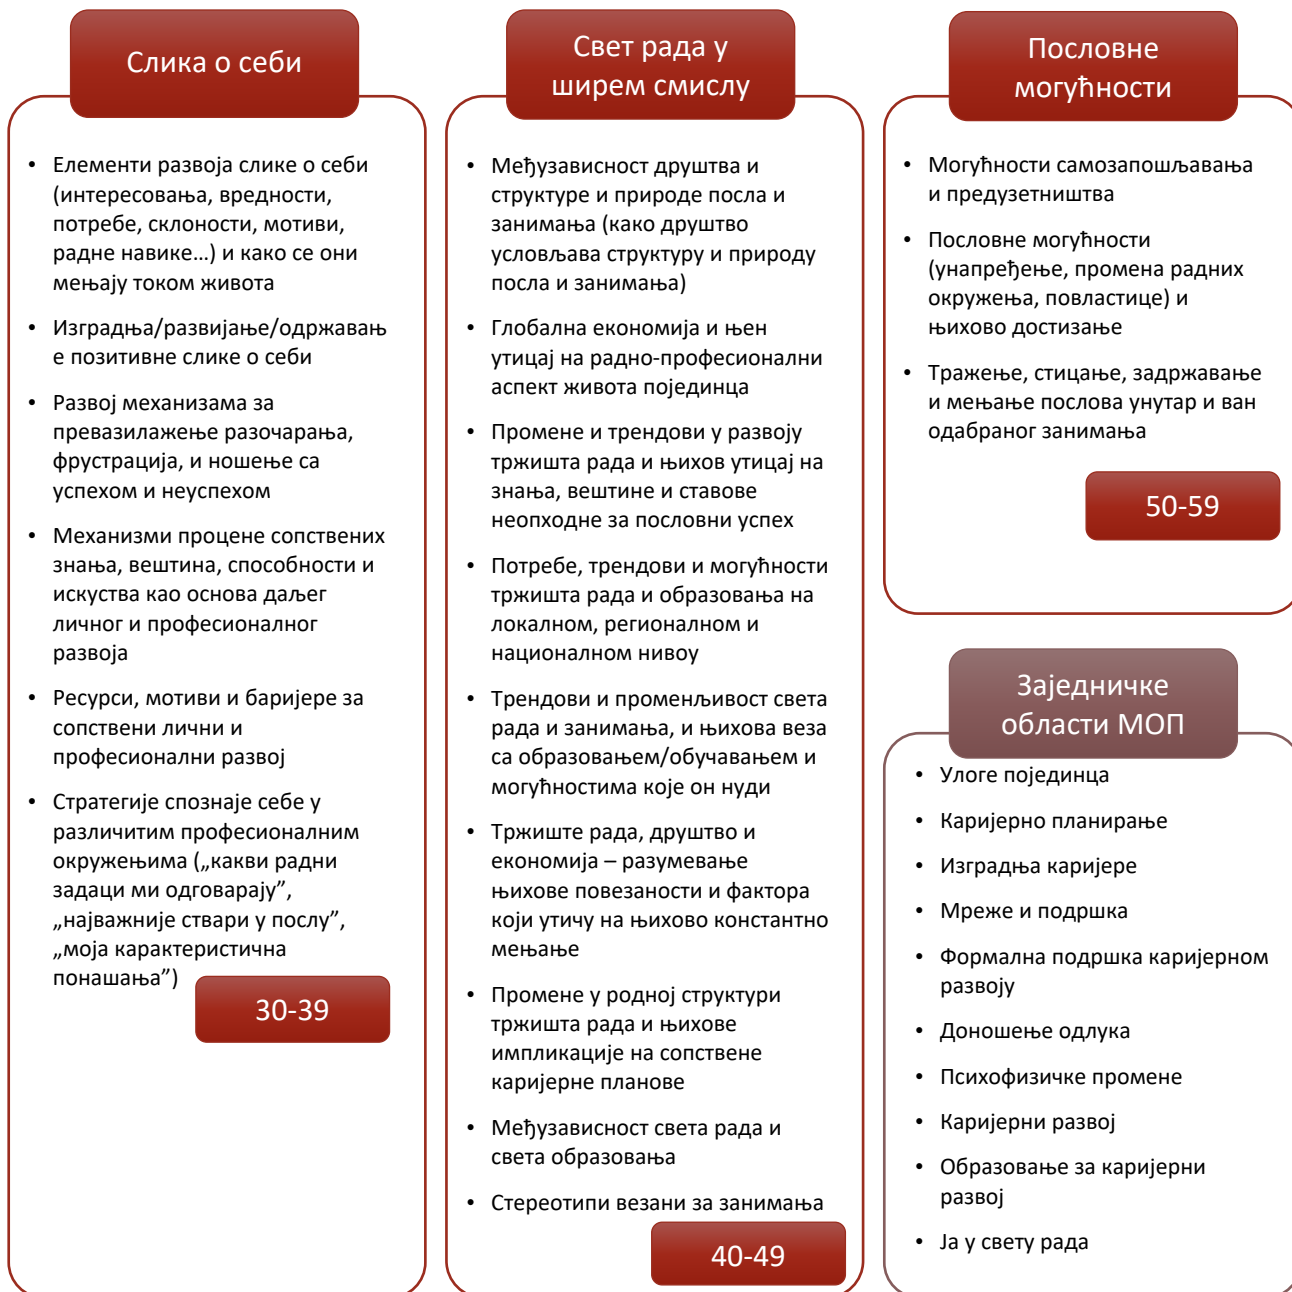 Слика о себи
• Елементи развоја слике о себи
(интересовања, вредности,
потребе, склоности, мотиви,
радне навике…) и како се они
мењају током живота
• Изградња/развијање/одржавањ
е позитивне слике о себи
• Развој механизама за
превазилажење разочарања,
фрустрација, и ношење са
успехом и неуспехом
• Механизми процене сопствених
знања, вештина, способности и
искуства као основа даљег
личног и професионалног
развоја
• Ресурси, мотиви и баријере за
сопствени лични и
професионални развој
• Стратегије спознаје себе у
различитим професионалним
окружењима („какви радни
задаци ми одговарају”,
„најважније ствари у послу”,
„моја карактеристична
понашања”)
30-39
Свет рада у
ширем смислу
• Међузависност друштва и
структуре и природе посла и
занимања (како друштво
условљава структуру и природу
посла и занимања)
• Глобална економија и њен
утицај на радно-професионални
аспект живота појединца
• Промене и трендови у развоју
тржишта рада и њихов утицај на
знања, вештине и ставове
неопходне за пословни успех
• Потребе, трендови и могућности
тржишта рада и образовања на
локалном, регионалном и
националном нивоу
• Трендови и променљивост света
рада и занимања, и њихова веза
са образовањем/обучавањем и
могућностима које он нуди
• Тржиште рада, друштво и
економија – разумевање
њихове повезаности и фактора
који утичу на њихово константно
мењање
• Промене у родној структури
тржишта рада и њихове
импликације на сопствене
каријерне планове
• Међузависност света рада и
света образовања
• Стереотипи везани за занимања
40-49
Пословне
могућности
• Могућности самозапошљавања
и предузетништва
• Пословне могућности
(унапређење, промена радних
окружења, повластице) и
њихово достизање
• Тражење, стицање, задржавање
и мењање послова унутар и ван
одабраног занимања
50-59
Заједничке
области МОП
• Улоге појединца
• Каријерно планирање
• Изградња каријере
• Мреже и подршка
• Формална подршка каријерном
развоју
• Доношење одлука
• Психофизичке промене
• Каријерни развој
• Образовање за каријерни
развој
• Ја у свету рада